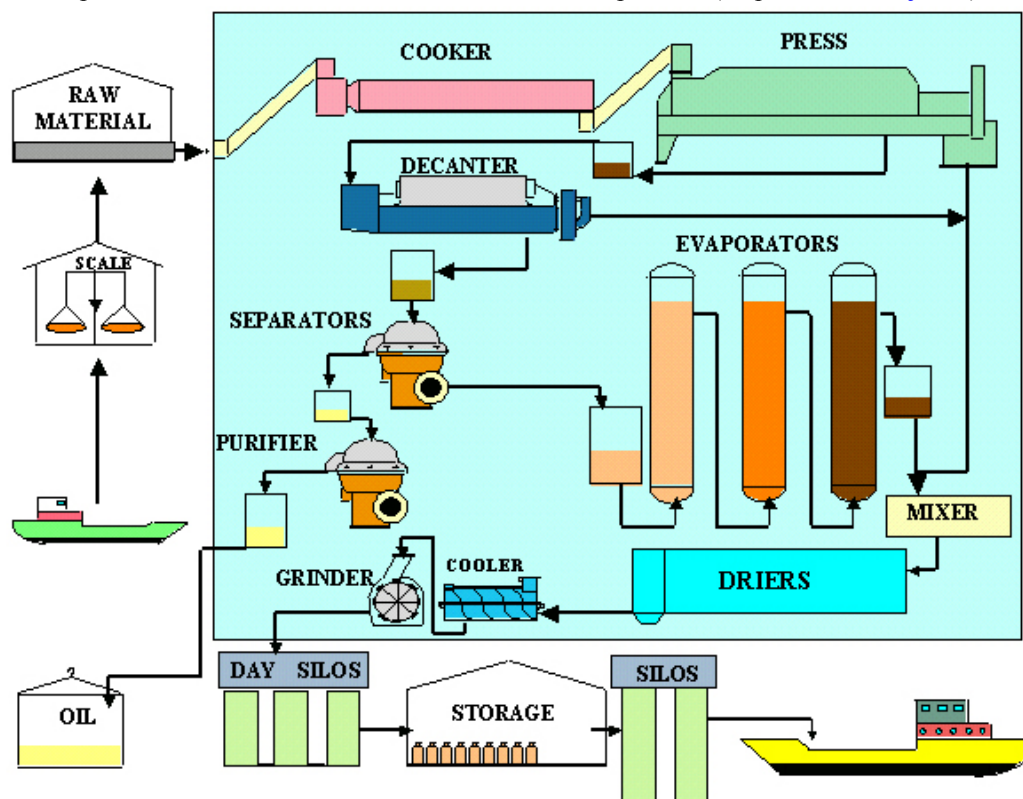 COOKER
PRESS
RAW
MATERIAL
DECANTER
SCALE
EVAPORATORS
SEPARATORS
PURIFIER
MIXER
GRINDER
COOLER
DRIERS
DAY SILOS
SILOS
OIL
STORAGE